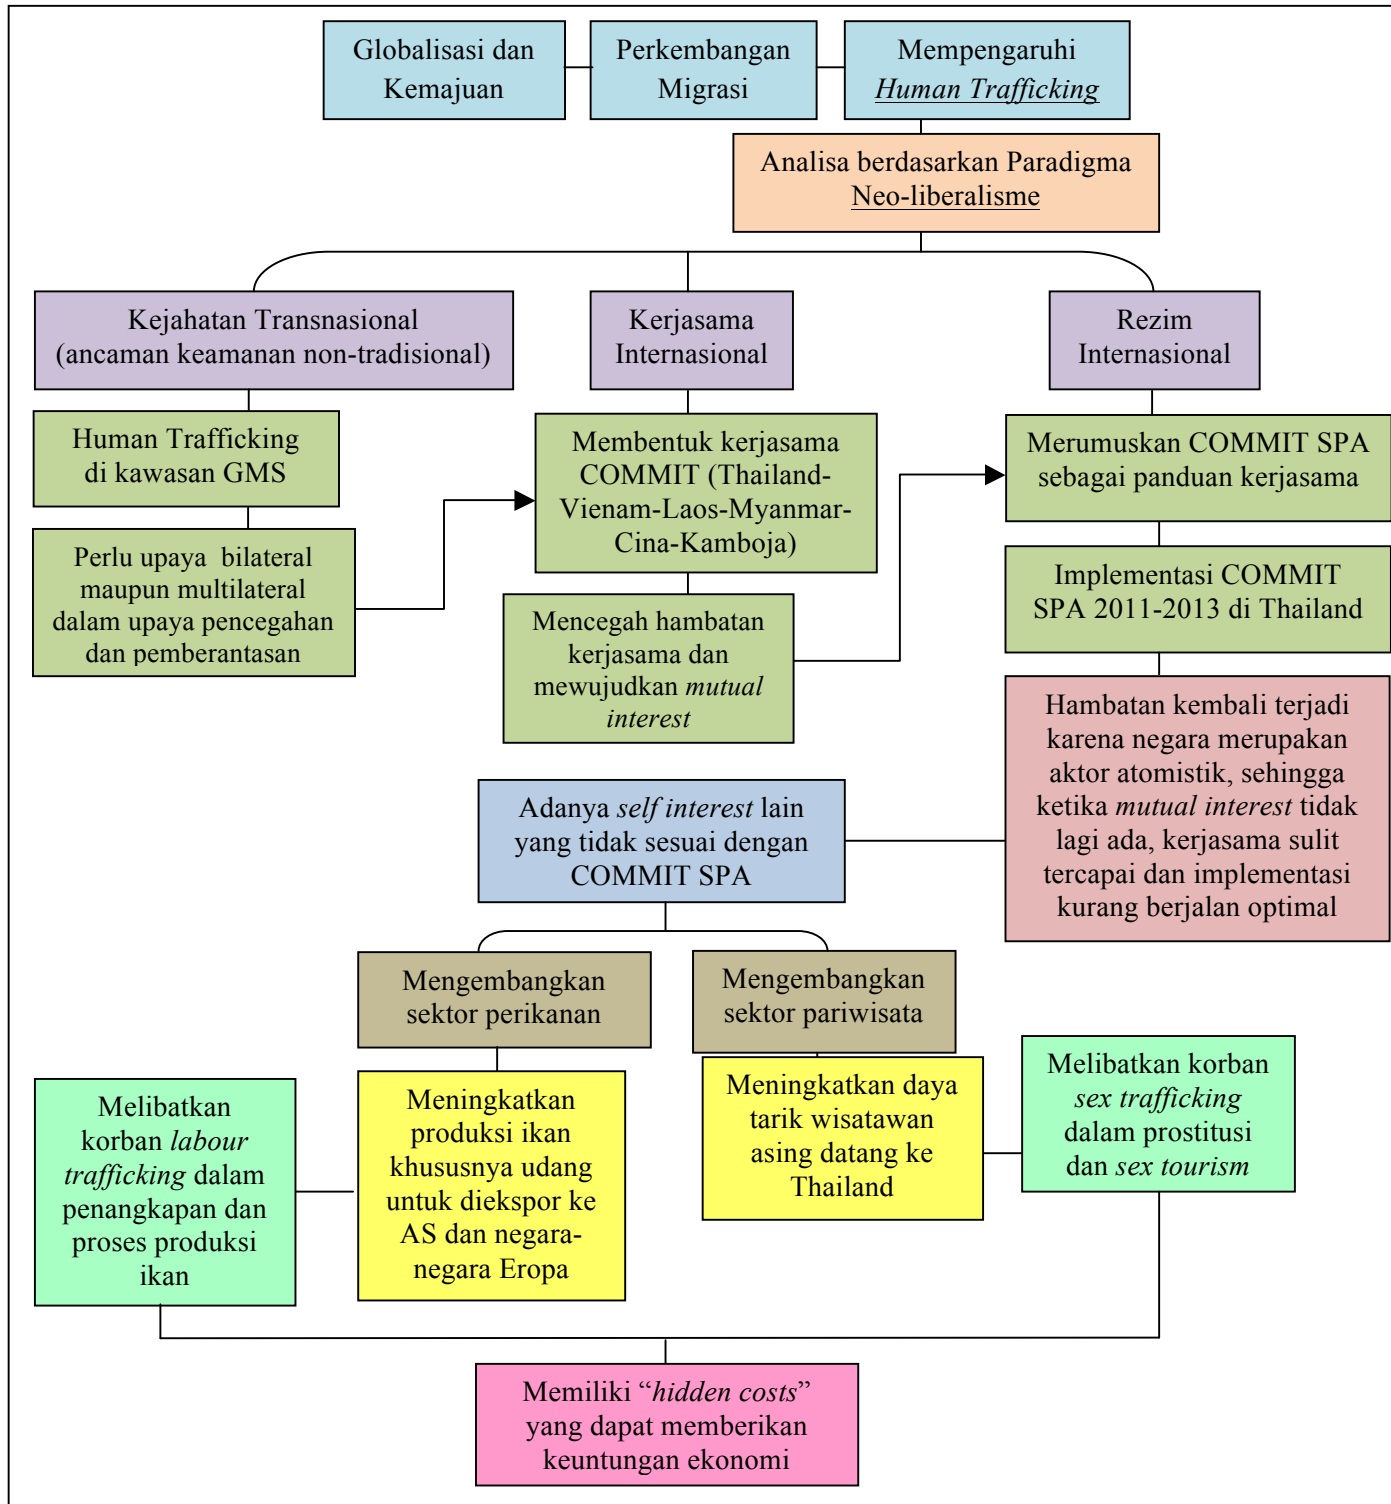 Globalisasi dan
Kemajuan
Perkembangan
Migrasi
Mempengaruhi
Human Trafficking
Analisa berdasarkan Paradigma
Neo-liberalisme
Kejahatan Transnasional
(ancaman keamanan non-tradisional)
Kerjasama
Internasional
Rezim
Internasional
Human Trafficking
di kawasan GMS
Membentuk kerjasama
COMMIT (Thailand-
Vienam-Laos-Myanmar-
Cina-Kamboja)
Merumuskan COMMIT SPA
sebagai panduan kerjasama
Perlu upaya bilateral
maupun multilateral
dalam upaya pencegahan
dan pemberantasan
Mencegah hambatan
kerjasama dan
mewujudkan mutual
interest
Implementasi COMMIT
SPA 2011-2013 di Thailand
Hambatan kembali terjadi
karena negara merupakan
aktor atomistik, sehingga
ketika mutual interest tidak
lagi ada, kerjasama sulit
tercapai dan implementasi
kurang berjalan optimal
Adanya self interest lain
yang tidak sesuai dengan
COMMIT SPA
Mengembangkan
sektor perikanan
Mengembangkan
sektor pariwisata
Melibatkan
korban labour
trafficking dalam
penangkapan dan
proses produksi
ikan
Meningkatkan
produksi ikan
khususnya udang
untuk diekspor ke
AS dan negara-
negara Eropa
Meningkatkan daya
tarik wisatawan
asing datang ke
Thailand
Melibatkan korban
sex trafficking
dalam prostitusi
dan sex tourism
Memiliki “hidden costs”
yang dapat memberikan
keuntungan ekonomi